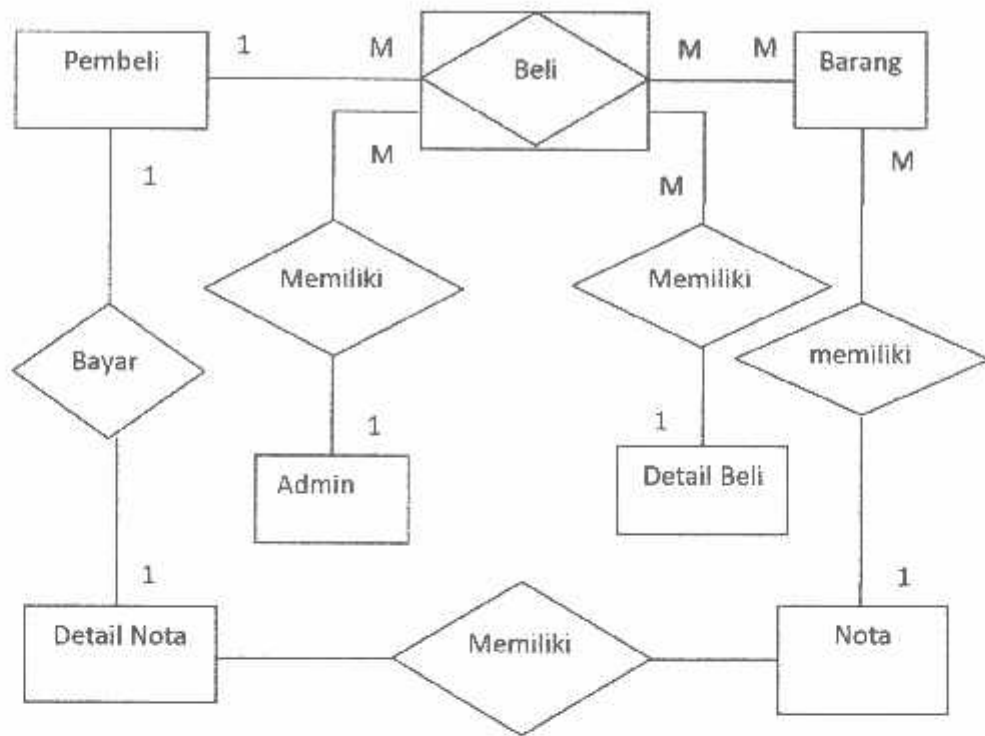 1
M
M
M
Pembeli
Beli
Barang
1
M
M
M
Memiliki
Memiliki
Bayar
memiliki
1
1
Admin
Detail Beli
1
1
Detail Nota
Memiliki
Nota